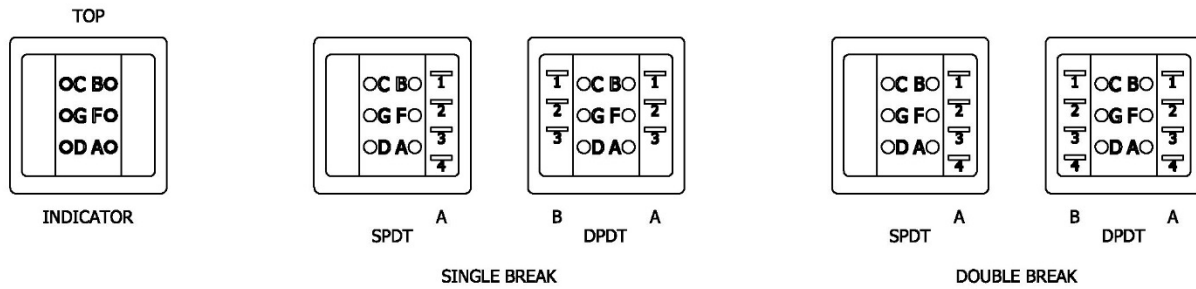 TOP
C B
G F
D A
INDICATOR
C B 1
G F 2
D A 3
4
A
SPDT
1 C B 1
2 G F 2
3 D A 3
B A
DPDT
SINGLE BREAK
C B 1
G F 2
D A 3
4
A
SPDT
1 C B 1
2 G F 2
3 D A 3
4 4
B A
DPDT
DOUBLE BREAK